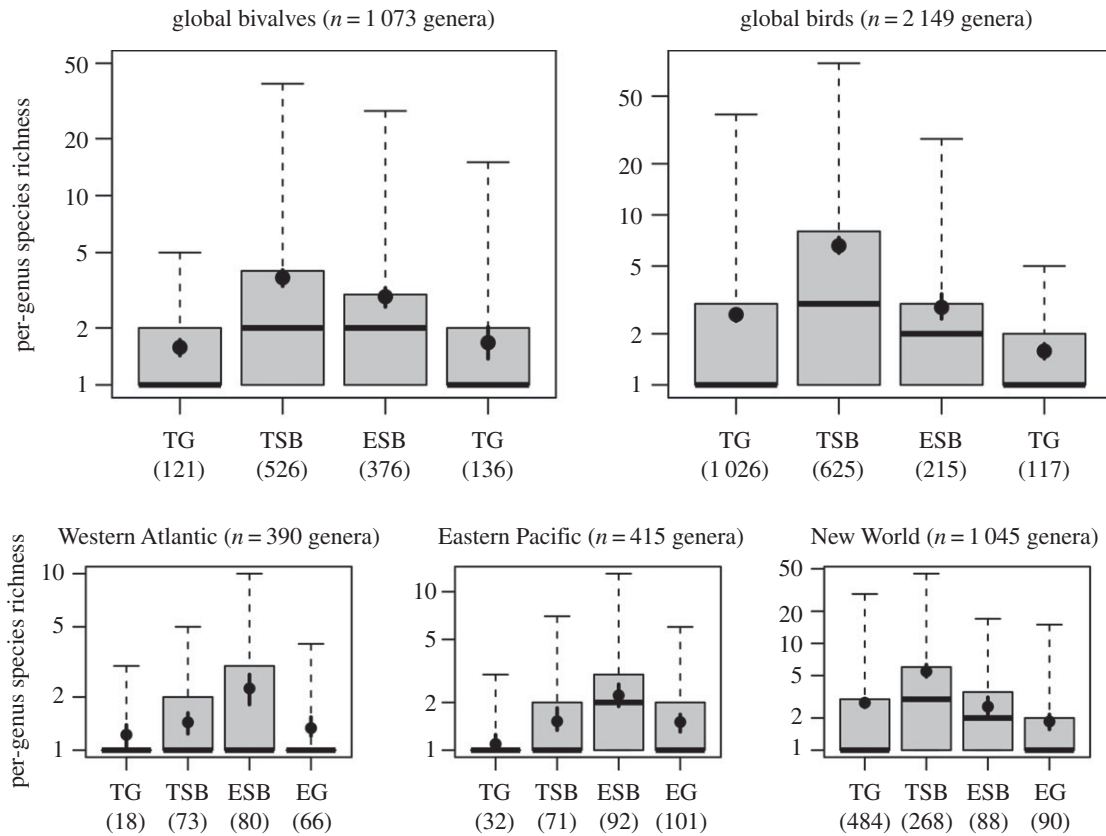 global bivalves (n = 1 073 genera)
global birds (n = 2 149 genera)
per-genus species richness
50
20
10
5
2
1
TG TSB ESB TG
(121) (526) (376) (136)
50
20
10
5
2
1
TG TSB ESB TG
(1 026) (625) (215) (117)
Western Atlantic (n = 390 genera)
Eastern Pacific (n = 415 genera)
New World (n = 1 045 genera)
per-genus species richness
10
5
2
1
TG TSB ESB EG
(18) (73) (80) (66)
10
5
2
1
TG TSB ESB EG
(32) (71) (92) (101)
50
20
10
5
2
1
TG TSB ESB EG
(484) (268) (88) (90)